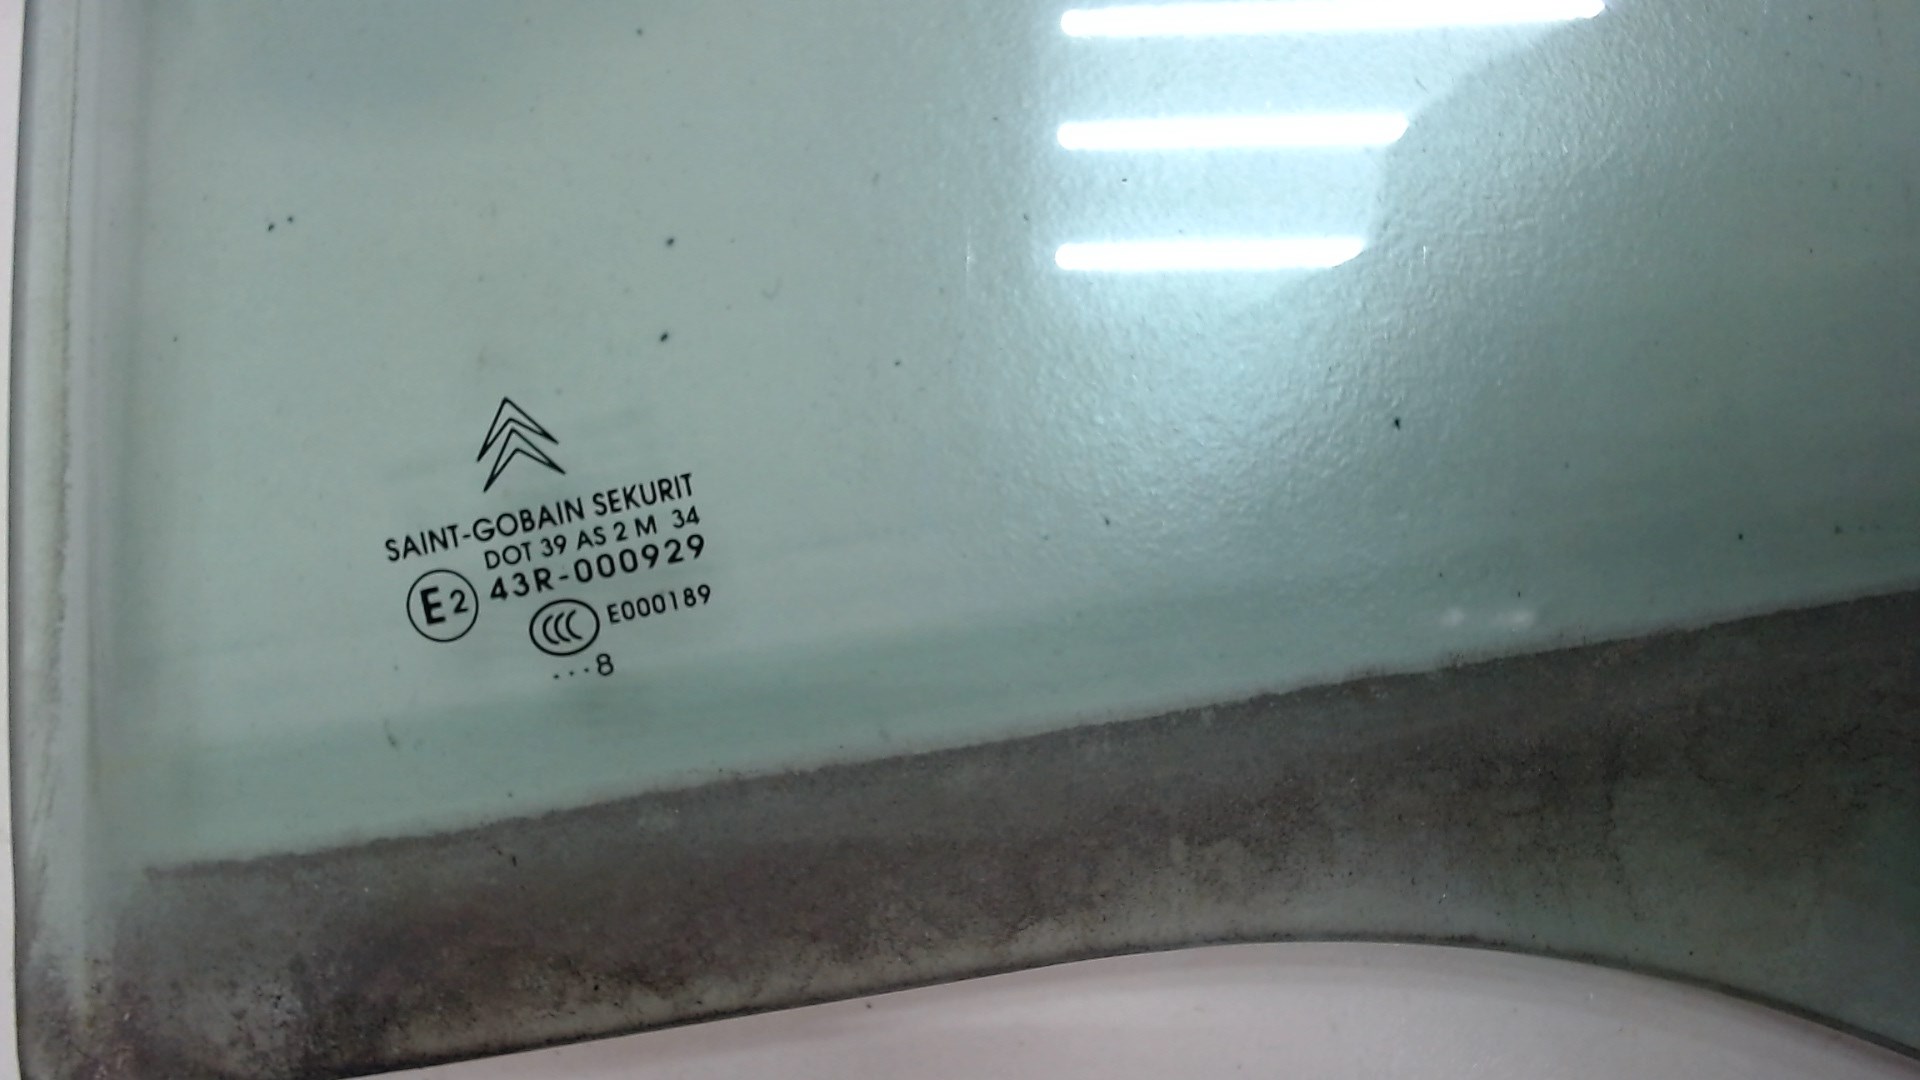 SAINT-GOBAIN SEKURIT
DOT 39 AS 2 M 34
E2 43R-000929
CCC E000189
...8